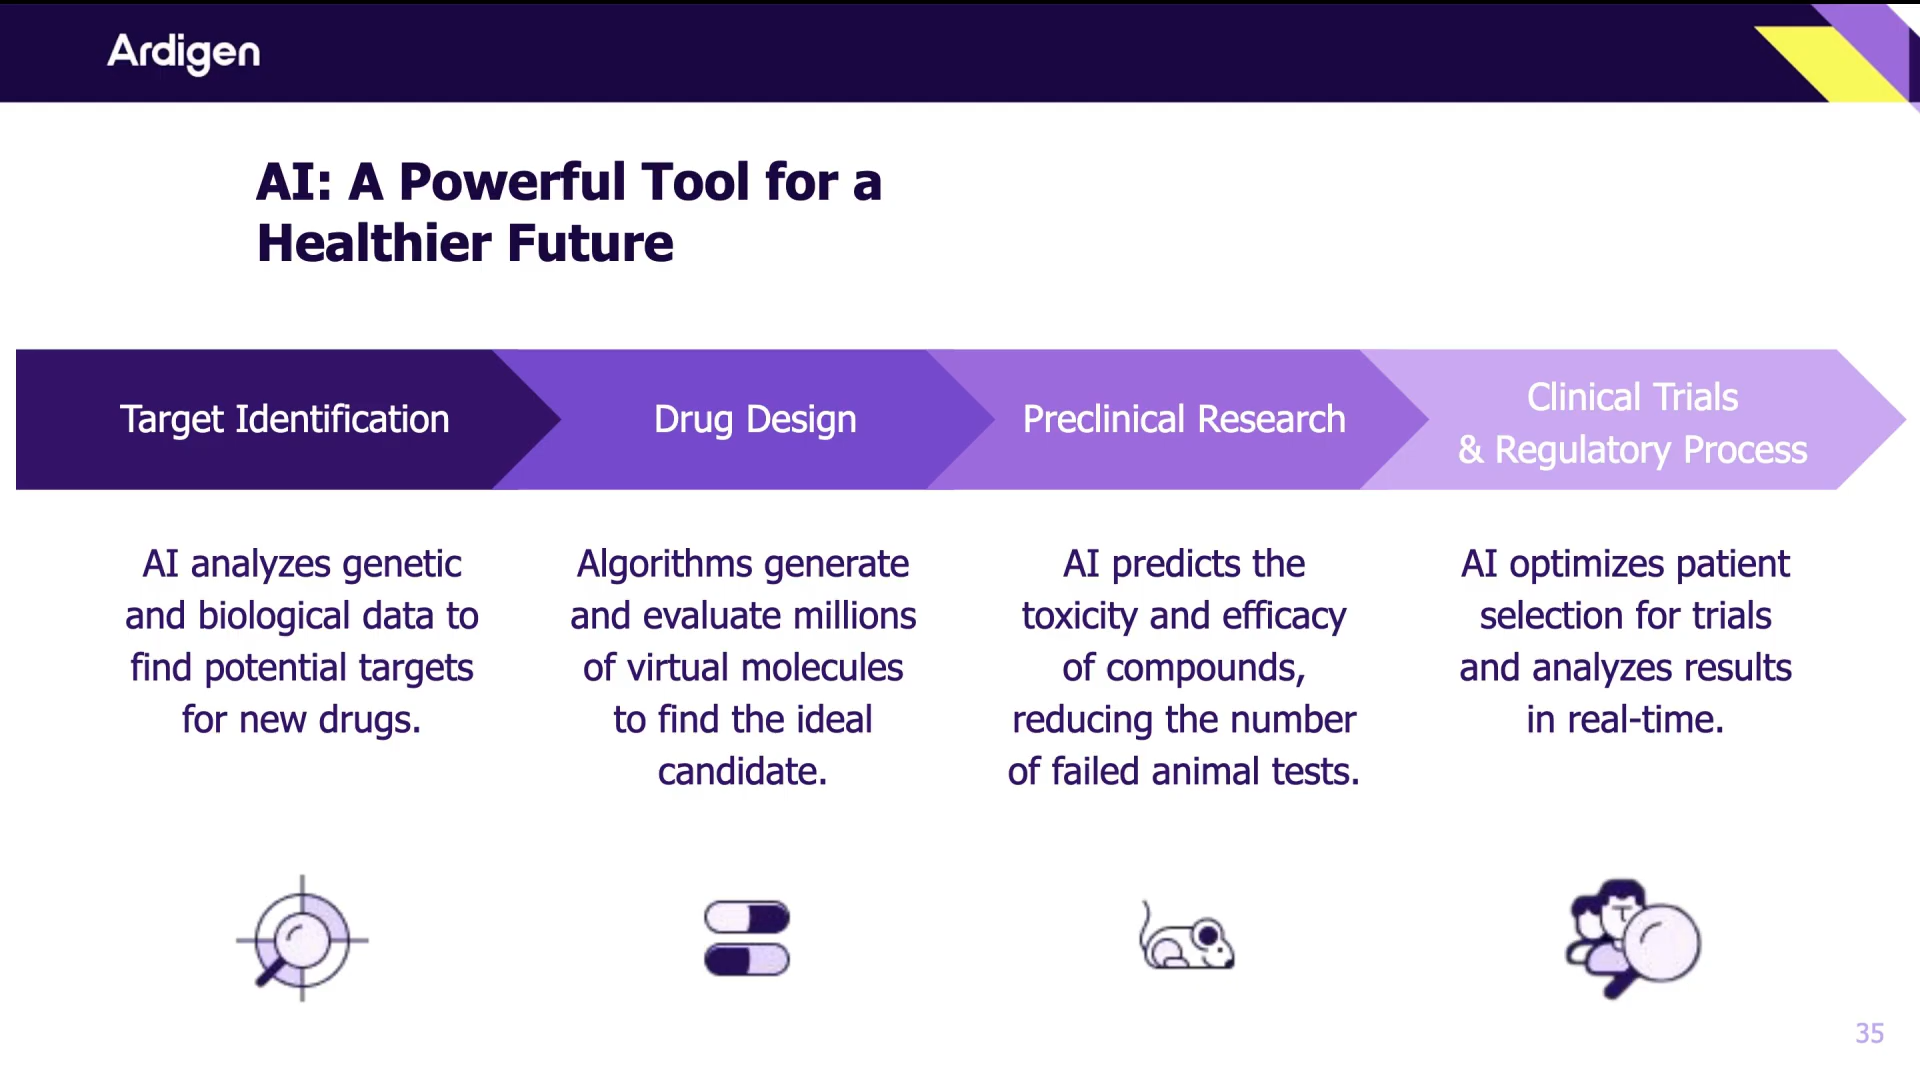 Ardigen
AI: A Powerful Tool for a
Healthier Future
Target Identification
Drug Design
Preclinical Research
Clinical Trials
& Regulatory Process
AI analyzes genetic
and biological data to
find potential targets
for new drugs.
Algorithms generate
and evaluate millions
of virtual molecules
to find the ideal
candidate.
AI predicts the
toxicity and efficacy
of compounds,
reducing the number
of failed animal tests.
AI optimizes patient
selection for trials
and analyzes results
in real-time.
35